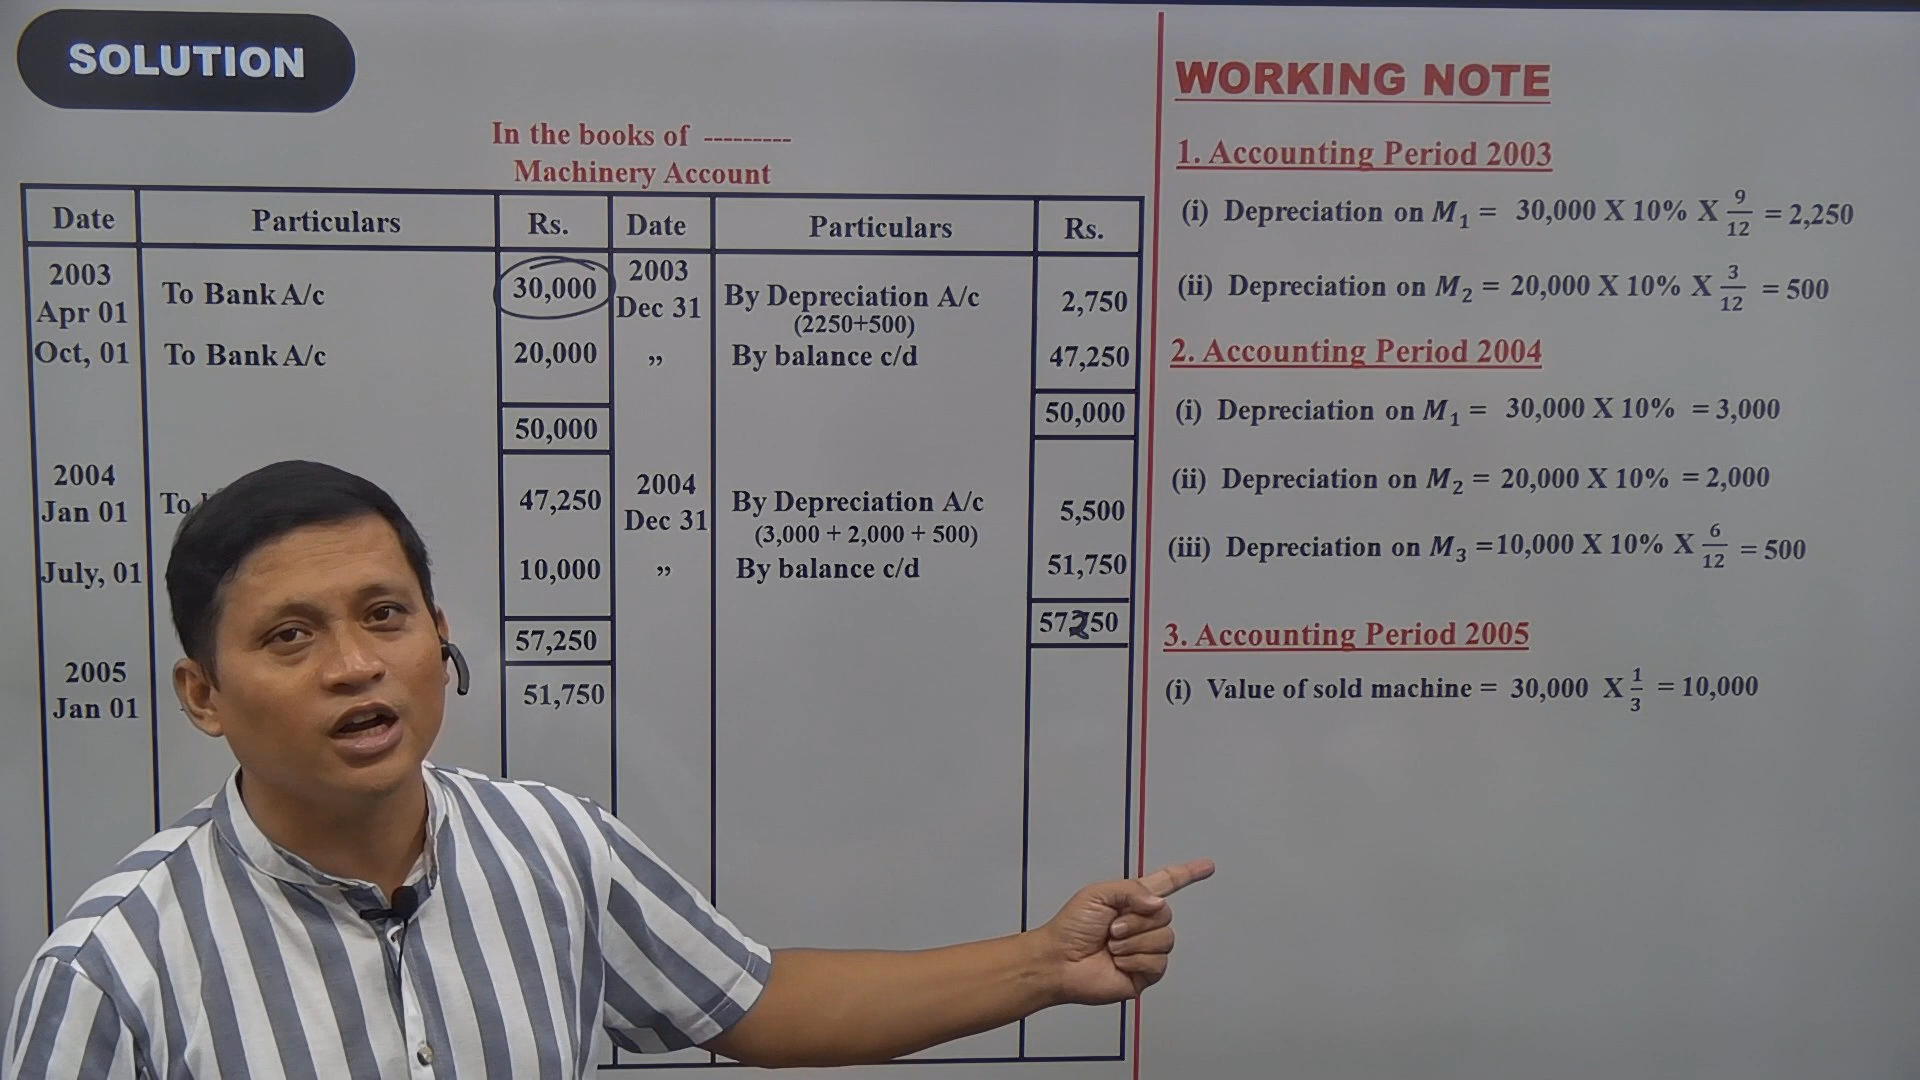 SOLUTION
In the books of ---------
Machinery Account
Date Particulars Rs. Date Particulars Rs.
2003 Apr 01 To Bank A/c 30,000 2003 Dec 31 By Depreciation A/c (2250+500) 2,750
Oct, 01 To Bank A/c 20,000 ,, By balance c/d 47,250
50,000 50,000
2004 Jan 01 To 47,250 2004 Dec 31 By Depreciation A/c (3,000 + 2,000 + 500) 5,500
July, 01 10,000 ,, By balance c/d 51,750
57,250 57250
2005 Jan 01 51,750
WORKING NOTE
1. Accounting Period 2003
(i) Depreciation on M₁ = 30,000 X 10% X 9/12 = 2,250
(ii) Depreciation on M₂ = 20,000 X 10% X 3/12 = 500
2. Accounting Period 2004
(i) Depreciation on M₁ = 30,000 X 10% = 3,000
(ii) Depreciation on M₂ = 20,000 X 10% = 2,000
(iii) Depreciation on M₃ =10,000 X 10% X 6/12 = 500
3. Accounting Period 2005
(i) Value of sold machine = 30,000 X 1/3 = 10,000